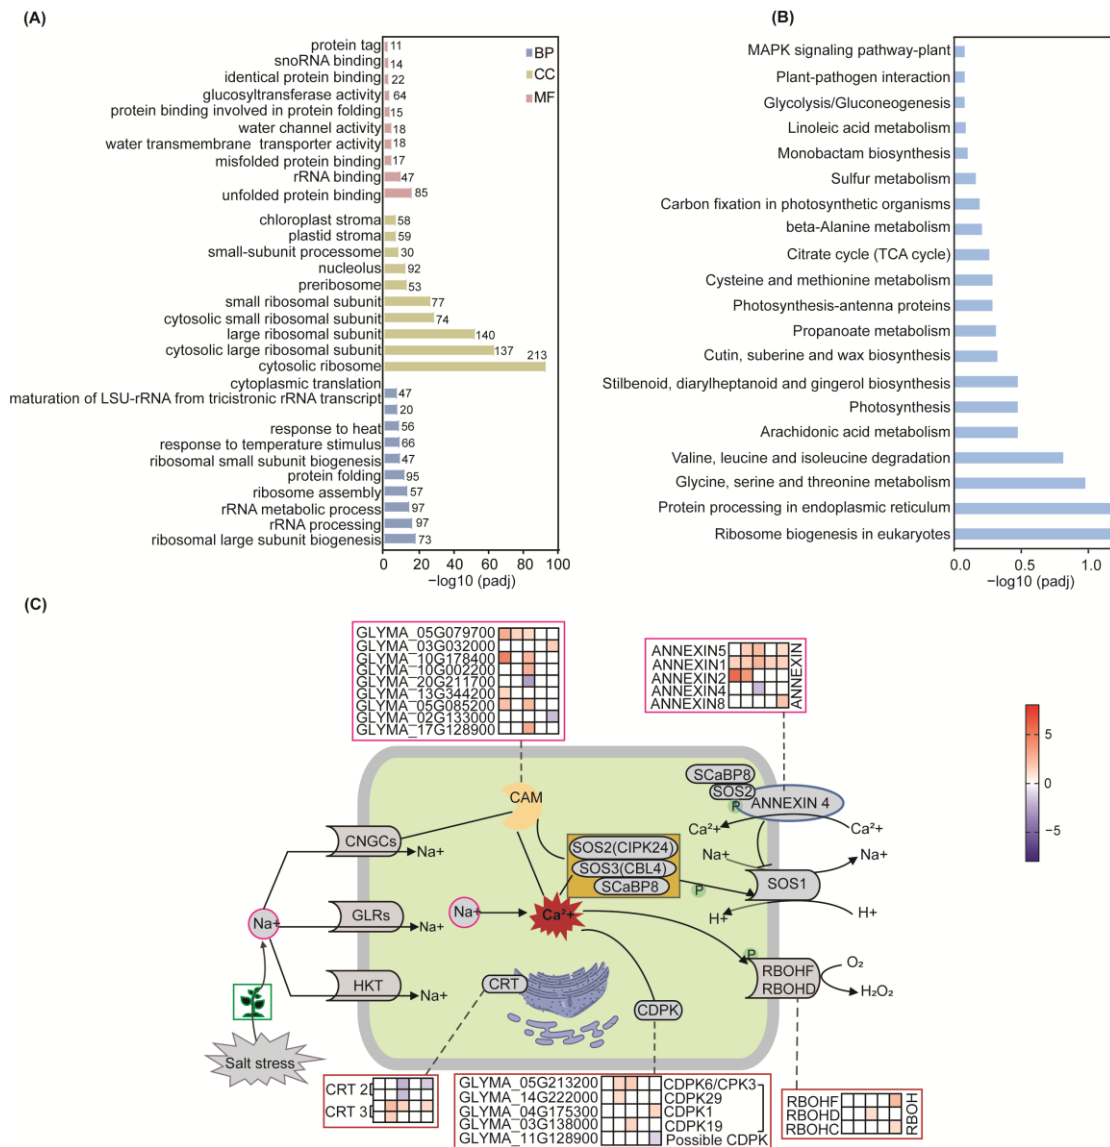 (A)
protein tag 11
snoRNA binding 14
identical protein binding 22
glucosyltransferase activity 64
protein binding involved in protein folding 15
water channel activity 18
water transmembrane transporter activity 18
misfolded protein binding 17
rRNA binding 47
unfolded protein binding 85
BP
CC
MF
chloroplast stroma 58
plastid stroma 59
small-subunit processome 30
nucleolus 92
preribosome 53
small ribosomal subunit 77
cytosolic small ribosomal subunit 74
large ribosomal subunit 140
cytosolic large ribosomal subunit 137
cytosolic ribosome 213
cytoplasmic translation
maturation of LSU-rRNA from tricistronic rRNA transcript 47
20
response to heat 56
response to temperature stimulus 66
ribosomal small subunit biogenesis 47
protein folding 95
ribosome assembly 57
rRNA metabolic process 97
rRNA processing 97
ribosomal large subunit biogenesis 73
0 20 40 60 80 100
−log10 (padj)
(B)
MAPK signaling pathway-plant
Plant-pathogen interaction
Glycolysis/Gluconeogenesis
Linoleic acid metabolism
Monobactam biosynthesis
Sulfur metabolism
Carbon fixation in photosynthetic organisms
beta-Alanine metabolism
Citrate cycle (TCA cycle)
Cysteine and methionine metabolism
Photosynthesis-antenna proteins
Propanoate metabolism
Cutin, suberine and wax biosynthesis
Stilbenoid, diarylheptanoid and gingerol biosynthesis
Photosynthesis
Arachidonic acid metabolism
Valine, leucine and isoleucine degradation
Glycine, serine and threonine metabolism
Protein processing in endoplasmic reticulum
Ribosome biogenesis in eukaryotes
0.0 0.5 1.0
−log10 (padj)
(C)
GLYMA_05G079700
GLYMA_03G032000
GLYMA_10G178400
GLYMA_10G002200
GLYMA_20G211700
GLYMA_13G344200
GLYMA_05G085200
GLYMA_02G133000
GLYMA_17G128900
ANNEXIN5
ANNEXIN1
ANNEXIN2
ANNEXIN4
ANNEXIN8
ANNEXIN
5
0
−5
SCaBP8
SOS2
P
ANNEXIN 4
CAM
Ca²+
Ca²+
CNGCs
Na+
SOS2(CIPK24)
SOS3(CBL4)
SCaBP8
Na+
Na+
P
SOS1
Na+
GLRs
Na+
Na+
Ca²+
H+
H+
P
HKT
Na+
CRT
CDPK
RBOHF
RBOHD
O₂
H₂O₂
Salt stress
CRT 2
CRT 3
GLYMA_05G213200 CDPK6/CPK3
GLYMA_14G222000 CDPK29
GLYMA_04G175300 CDPK1
GLYMA_03G138000 CDPK19
GLYMA_11G128900 Possible CDPK
RBOHF
RBOHD
RBOHC
RBOH